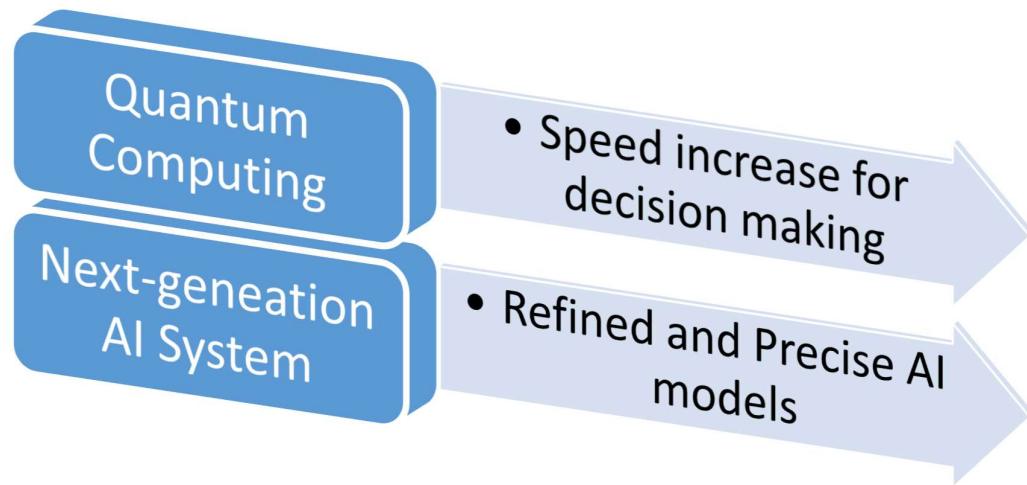 Quantum
Computing
• Speed increase for
decision making
Next-geneation
AI System
• Refined and Precise AI
models